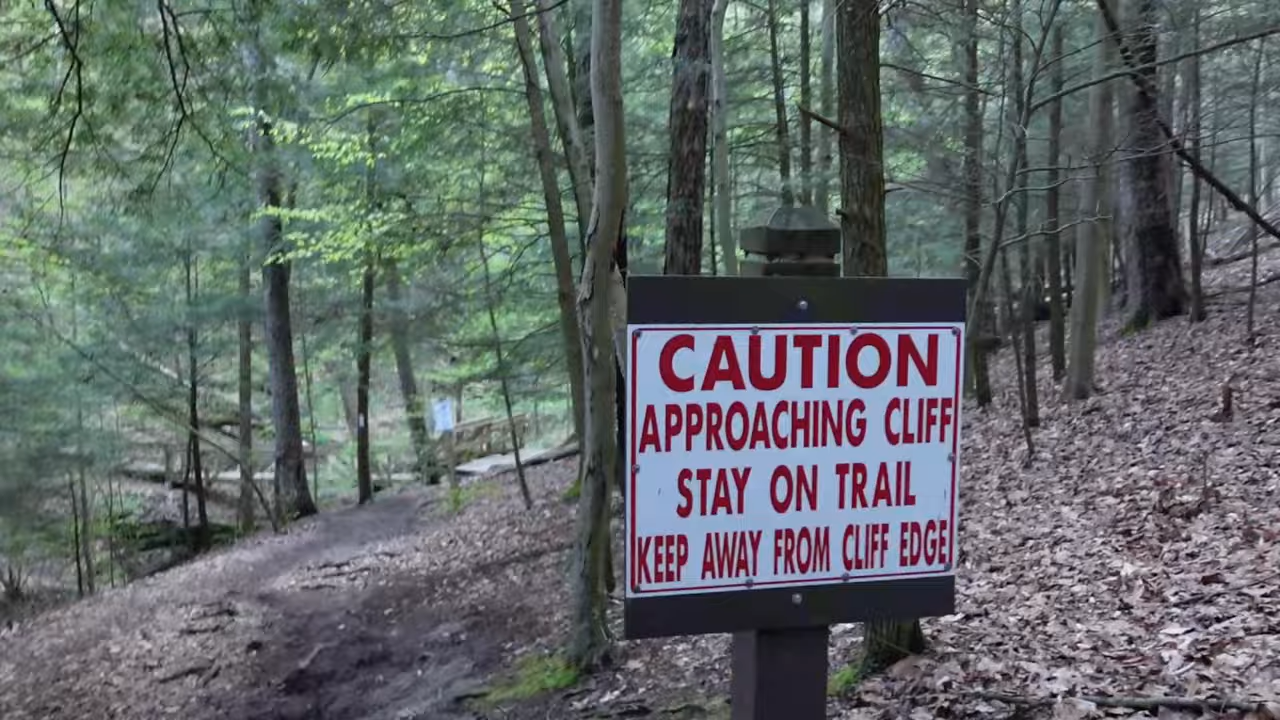 CAUTION
APPROACHING CLIFF
STAY ON TRAIL
KEEP AWAY FROM CLIFF EDGE